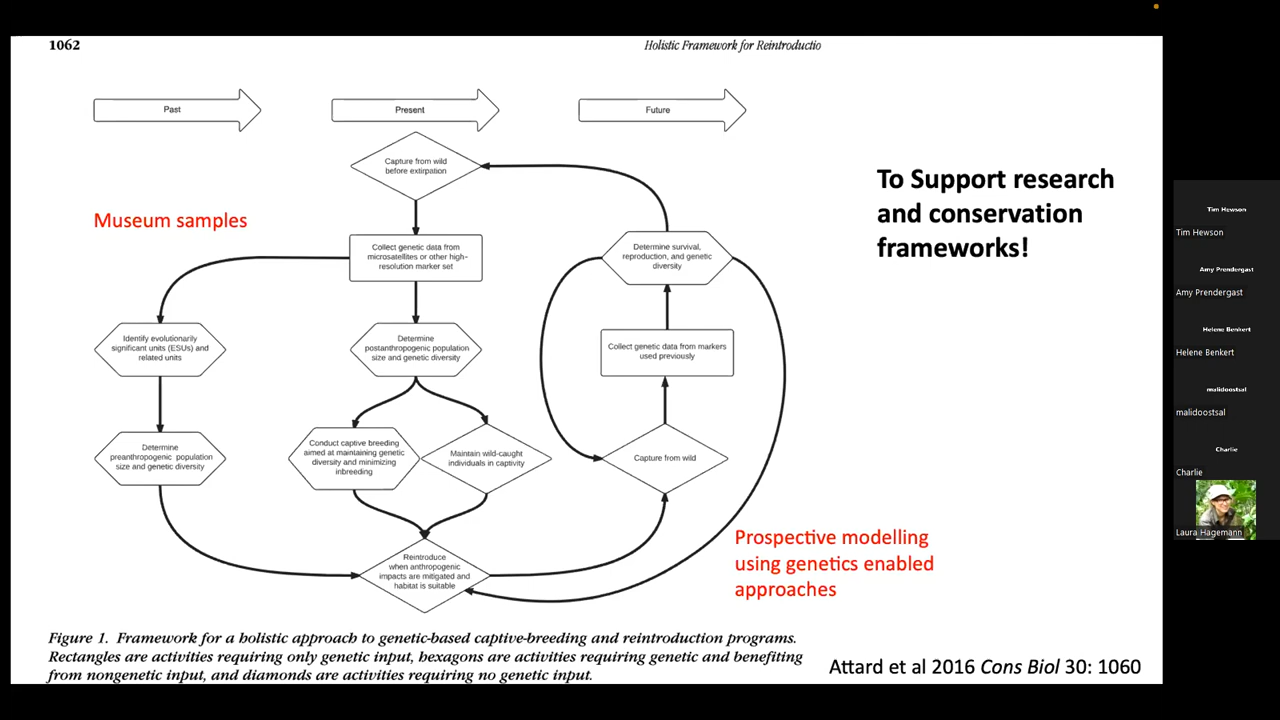 1062
Holistic Framework for Reintroductio
Past
Present
Future
Capture from wild
before extirpation
To Support research
and conservation
frameworks!
Museum samples
Collect genetic data from
microsatellites or other high-
resolution marker set
Determine survival,
reproduction, and genetic
diversity
Identify evolutionarily
significant units (ESUs) and
related units
Determine
postanthropogenic population
size and genetic diversity
Collect genetic data from markers
used previously
Determine
preanthropogenic population
size and genetic diversity
Conduct captive breeding
aimed at maintaining genetic
diversity and minimizing
inbreeding
Maintain wild-caught
individuals in captivity
Capture from wild
Reintroduce
when anthropogenic
impacts are mitigated and
habitat is suitable
Prospective modelling
using genetics enabled
approaches
Figure 1. Framework for a holistic approach to genetic-based captive-breeding and reintroduction programs.
Rectangles are activities requiring only genetic input, hexagons are activities requiring genetic and benefiting
from nongenetic input, and diamonds are activities requiring no genetic input.
Attard et al 2016 Cons Biol 30: 1060
Tim Hewson
Tim Hewson
Amy Prendergast
Amy Prendergast
Helene Benkert
Helene Benkert
malidoostsal
malidoostsal
Charlie
Charlie
Laura Hagemann